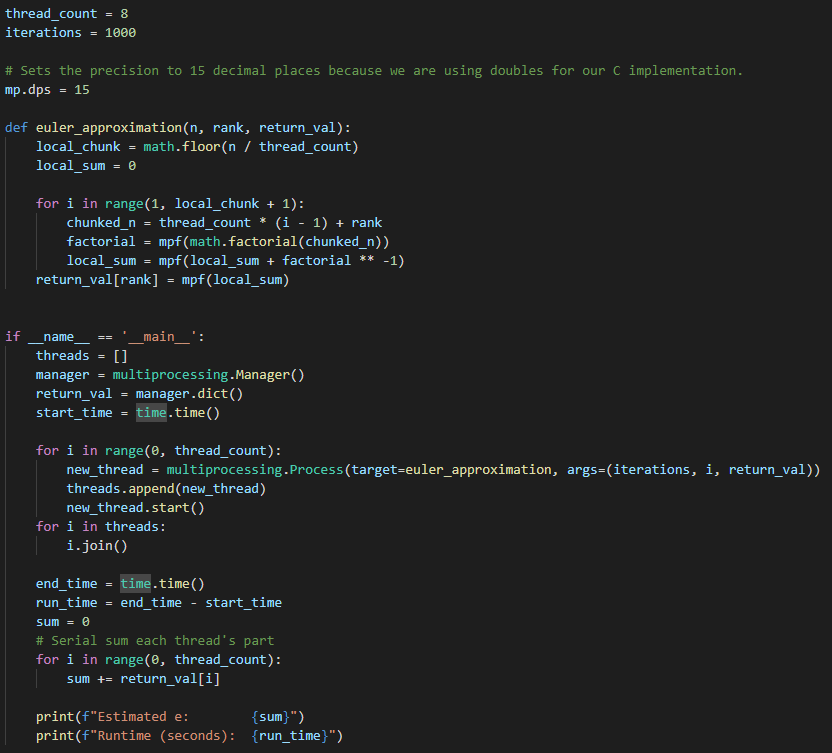 thread_count = 8
iterations = 1000

# Sets the precision to 15 decimal places because we are using doubles for our C implementation.
mp.dps = 15

def euler_approximation(n, rank, return_val):
    local_chunk = math.floor(n / thread_count)
    local_sum = 0

    for i in range(1, local_chunk + 1):
        chunked_n = thread_count * (i - 1) + rank
        factorial = mpf(math.factorial(chunked_n))
        local_sum = mpf(local_sum + factorial ** -1)
    return_val[rank] = mpf(local_sum)


if __name__ == '__main__':
    threads = []
    manager = multiprocessing.Manager()
    return_val = manager.dict()
    start_time = time.time()

    for i in range(0, thread_count):
        new_thread = multiprocessing.Process(target=euler_approximation, args=(iterations, i, return_val))
        threads.append(new_thread)
        new_thread.start()
    for i in threads:
        i.join()

    end_time = time.time()
    run_time = end_time - start_time
    sum = 0
    # Serial sum each thread's part
    for i in range(0, thread_count):
        sum += return_val[i]

    print(f"Estimated e:        {sum}")
    print(f"Runtime (seconds):  {run_time}")